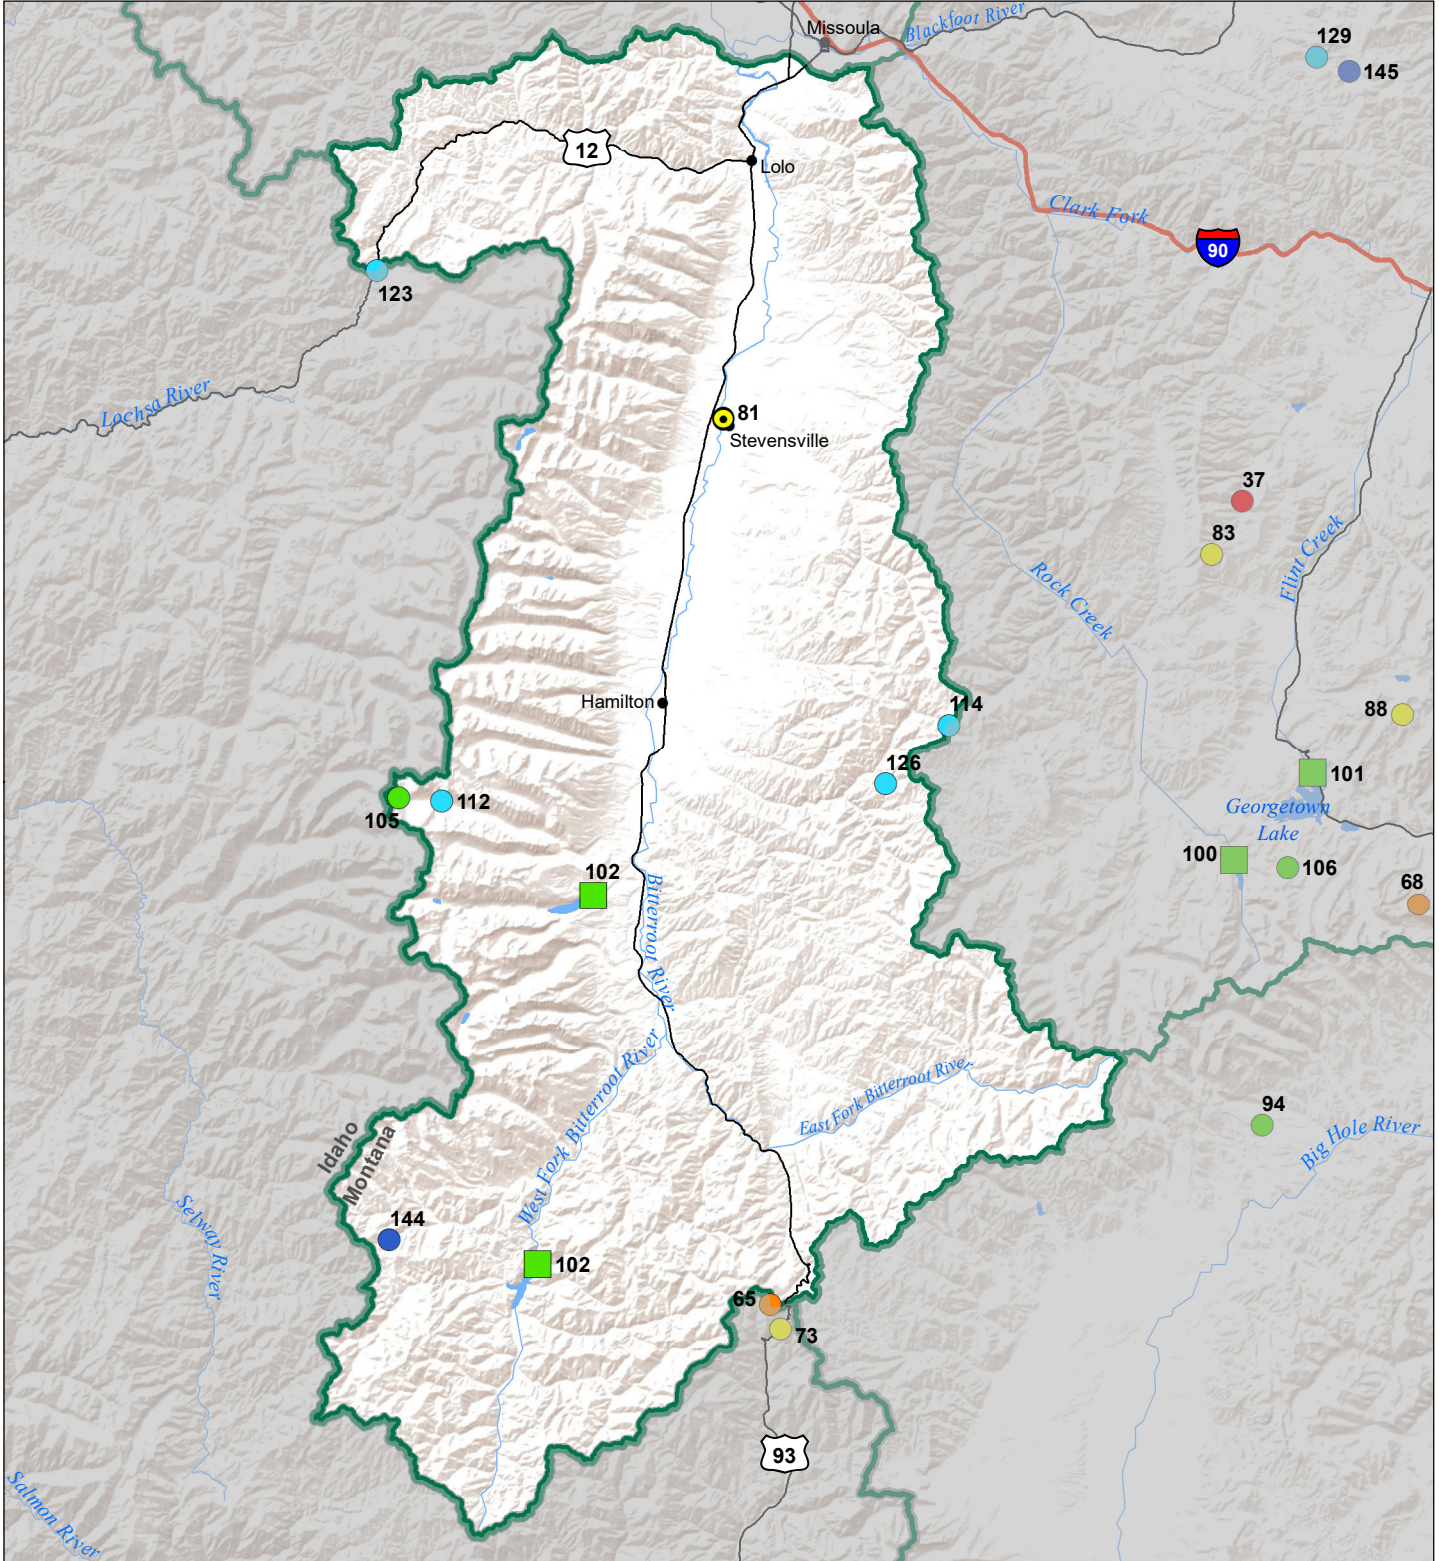 Missoula
Blackfoot River
129
145
12
Lolo
Clark Fork
90
123
Lochsa River
81
Stevensville
37
83
Flint Creek
Rock Creek
Hamilton
114
88
126
101
105
112
Georgetown
Lake
102
100
106
68
Bitterroot River
West Fork Bitterroot River
East Fork Bitterroot River
94
Big Hole River
Idaho
Montana
Selway River
144
102
65
73
93
Salmon River